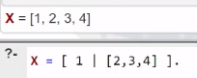 X = [1, 2, 3, 4]
?- X = [ 1 | [2,3,4] ].